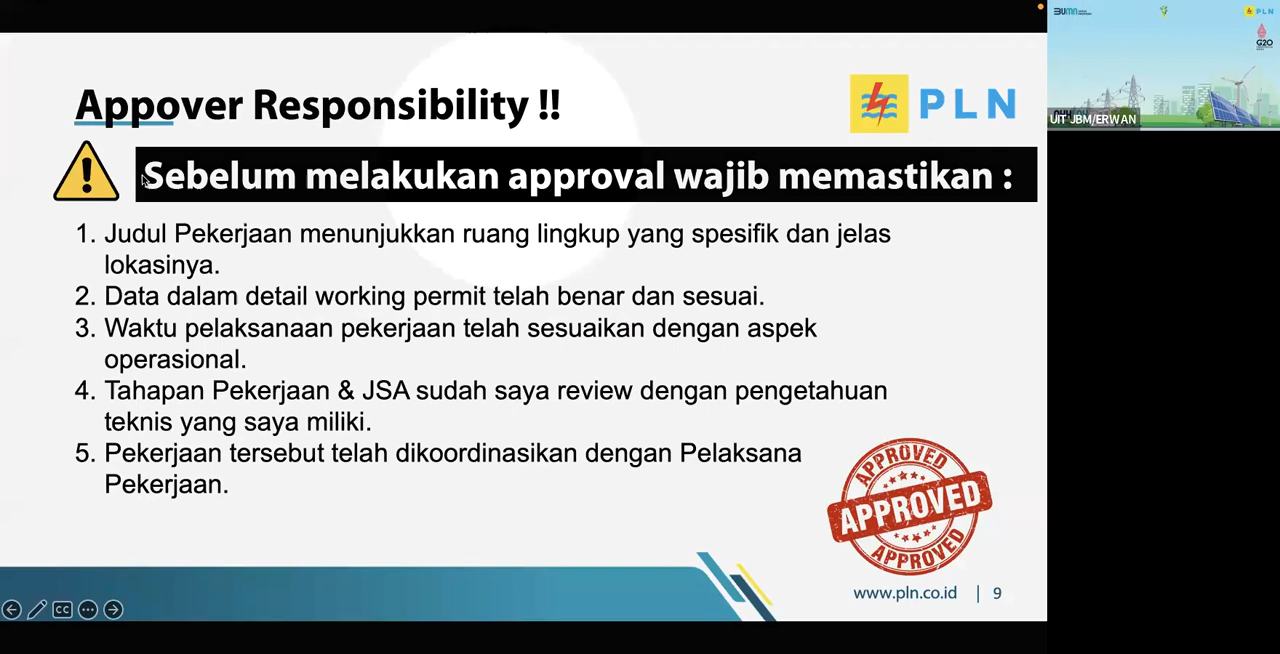 Appover Responsibility !!
PLN
Sebelum melakukan approval wajib memastikan :
1. Judul Pekerjaan menunjukkan ruang lingkup yang spesifik dan jelas
lokasinya.
2. Data dalam detail working permit telah benar dan sesuai.
3. Waktu pelaksanaan pekerjaan telah sesuaikan dengan aspek
operasional.
4. Tahapan Pekerjaan & JSA sudah saya review dengan pengetahuan
teknis yang saya miliki.
5. Pekerjaan tersebut telah dikoordinasikan dengan Pelaksana
Pekerjaan.
APPROVED
APPROVED
APPROVED
www.pln.co.id | 9
CC
BUMN
PLN
G20
UIT JBM/ERWAN